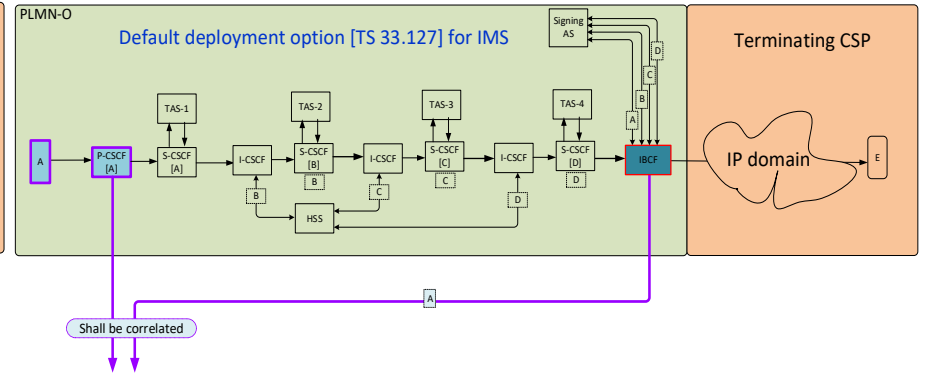 PLMN-O
Default deployment option [TS 33.127] for IMS
Signing
AS
Terminating CSP
D
C
B
A
TAS-1
TAS-2
TAS-3
TAS-4
A
P-CSCF
[A]
S-CSCF
[A]
I-CSCF
S-CSCF
[B]
B
I-CSCF
S-CSCF
[C]
C
I-CSCF
S-CSCF
[D]
D
IBCF
IP domain
E
B
C
D
HSS
A
Shall be correlated